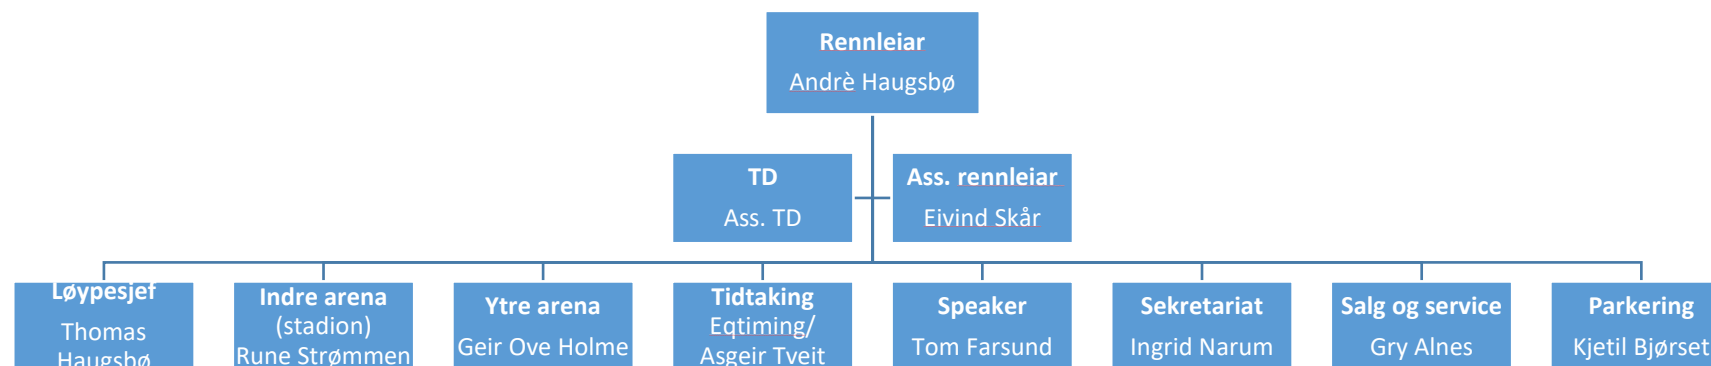 Rennleiar
Andrè Haugsbø
TD
Ass. TD
Ass. rennleiar
Eivind Skår
Løypesjef
Thomas
Haugsbø
Indre arena
(stadion)
Rune Strømmen
Ytre arena
Geir Ove Holme
Tidtaking
Eqtiming/
Asgeir Tveit
Speaker
Tom Farsund
Sekretariat
Ingrid Narum
Salg og service
Gry Alnes
Parkering
Kjetil Bjørset